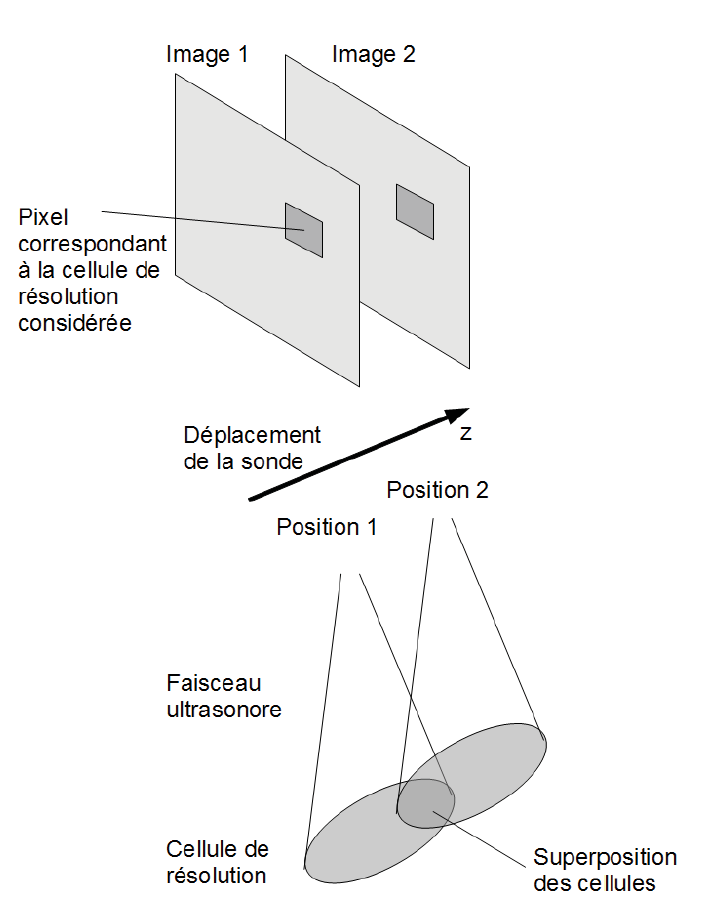 Image 1
Image 2
Pixel
correspondant
à la cellule de
résolution
considérée
Déplacement
de la sonde
z
Position 2
Position 1
Faisceau
ultrasonore
Cellule de
résolution
Superposition
des cellules